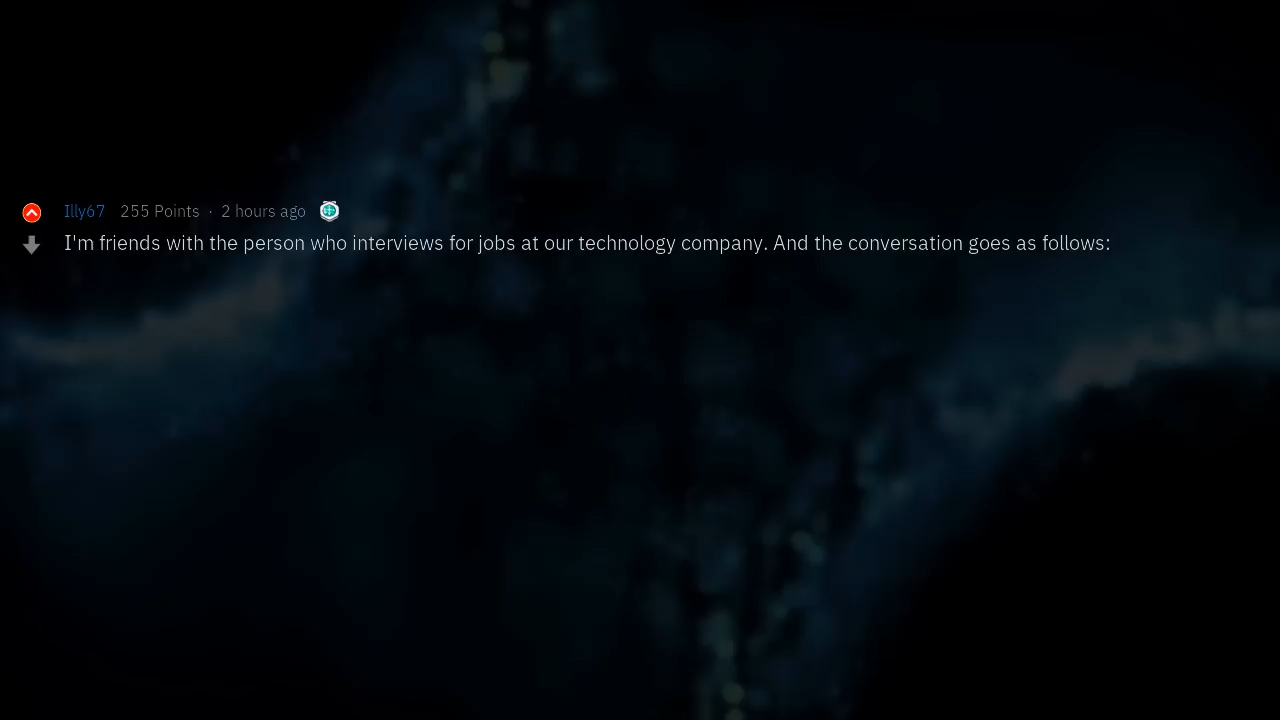 Illy67 255 Points · 2 hours ago
I'm friends with the person who interviews for jobs at our technology company. And the conversation goes as follows: